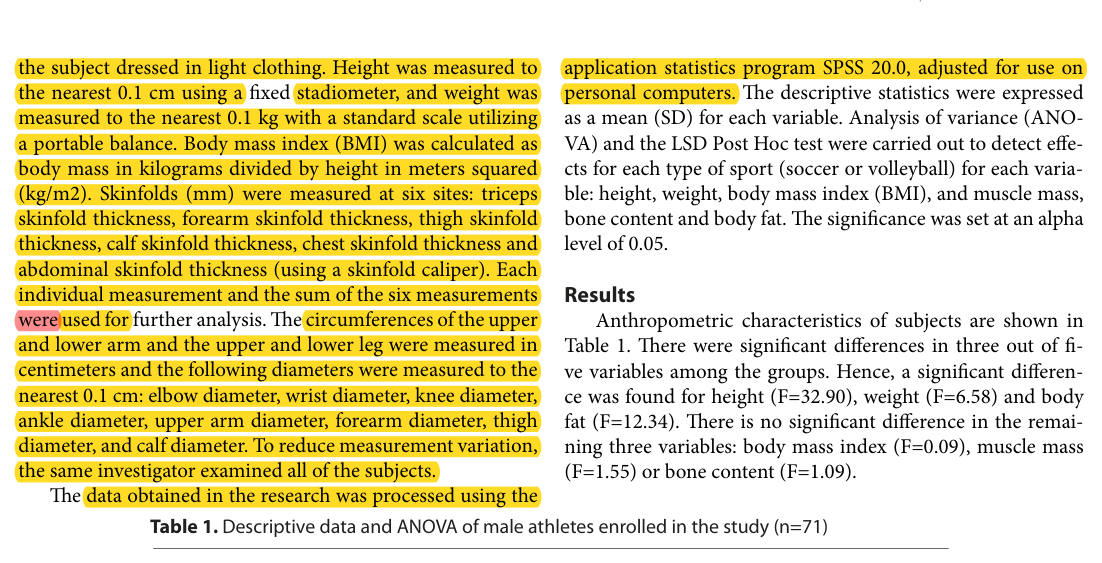 the subject dressed in light clothing. Height was measured to
the nearest 0.1 cm using a fixed stadiometer, and weight was
measured to the nearest 0.1 kg with a standard scale utilizing
a portable balance. Body mass index (BMI) was calculated as
body mass in kilograms divided by height in meters squared
(kg/m2). Skinfolds (mm) were measured at six sites: triceps
skinfold thickness, forearm skinfold thickness, thigh skinfold
thickness, calf skinfold thickness, chest skinfold thickness and
abdominal skinfold thickness (using a skinfold caliper). Each
individual measurement and the sum of the six measurements
were used for further analysis. The circumferences of the upper
and lower arm and the upper and lower leg were measured in
centimeters and the following diameters were measured to the
nearest 0.1 cm: elbow diameter, wrist diameter, knee diameter,
ankle diameter, upper arm diameter, forearm diameter, thigh
diameter, and calf diameter. To reduce measurement variation,
the same investigator examined all of the subjects.
The data obtained in the research was processed using the
application statistics program SPSS 20.0, adjusted for use on
personal computers. The descriptive statistics were expressed
as a mean (SD) for each variable. Analysis of variance (ANO-
VA) and the LSD Post Hoc test were carried out to detect effe-
cts for each type of sport (soccer or volleyball) for each varia-
ble: height, weight, body mass index (BMI), and muscle mass,
bone content and body fat. The significance was set at an alpha
level of 0.05.
Results
Anthropometric characteristics of subjects are shown in
Table 1. There were significant differences in three out of fi-
ve variables among the groups. Hence, a significant differen-
ce was found for height (F=32.90), weight (F=6.58) and body
fat (F=12.34). There is no significant difference in the remai-
ning three variables: body mass index (F=0.09), muscle mass
(F=1.55) or bone content (F=1.09).
Table 1. Descriptive data and ANOVA of male athletes enrolled in the study (n=71)